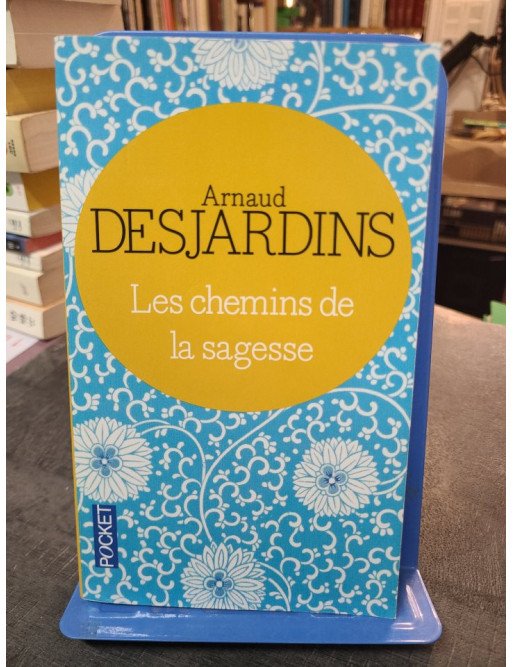 Arnaud
DESJARDINS
Les chemins de
la sagesse
POCKET